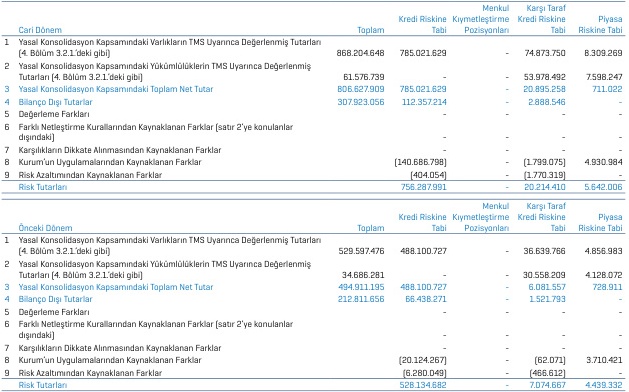 Cari Dönem Toplam Kredi Riskine Tabi Menkul Kıymetleştirme Pozisyonları Karşı Taraf Kredi Riskine Tabi Piyasa Riskine Tabi
1 Yasal Konsolidasyon Kapsamındaki Varlıkların TMS Uyarınca Değerlenmiş Tutarları
(4. Bölüm 3.2.1.'deki gibi) 868.204.648 785.021.629 - 74.873.750 8.309.269
2 Yasal Konsolidasyon Kapsamındaki Yükümlülüklerin TMS Uyarınca Değerlenmiş
Tutarları (4. Bölüm 3.2.1.'deki gibi) 61.576.739 - - 53.978.492 7.598.247
3 Yasal Konsolidasyon Kapsamındaki Toplam Net Tutar 806.627.909 785.021.629 - 20.895.258 711.022
4 Bilanço Dışı Tutarlar 307.923.056 112.357.214 - 2.888.546 -
5 Değerleme Farkları - - - -
6 Farklı Netleştirme Kurallarından Kaynaklanan Farklar (satır 2'ye konulanlar
dışındaki) - - - -
7 Karşılıkların Dikkate Alınmasından Kaynaklanan Farklar - - - -
8 Kurum'un Uygulamalarından Kaynaklanan Farklar (140.686.798) - (1.799.075) 4.930.984
9 Risk Azaltımından Kaynaklanan Farklar (404.054) - (1.770.319) -
Risk Tutarları 756.287.991 - 20.214.410 5.642.006
Önceki Dönem Toplam Kredi Riskine Tabi Menkul Kıymetleştirme Pozisyonları Karşı Taraf Kredi Riskine Tabi Piyasa Riskine Tabi
1 Yasal Konsolidasyon Kapsamındaki Varlıkların TMS Uyarınca Değerlenmiş Tutarları
(4. Bölüm 3.2.1.'deki gibi) 529.597.476 488.100.727 - 36.639.766 4.856.983
2 Yasal Konsolidasyon Kapsamındaki Yükümlülüklerin TMS Uyarınca Değerlenmiş
Tutarları (4. Bölüm 3.2.1.'deki gibi) 34.686.281 - - 30.558.209 4.128.072
3 Yasal Konsolidasyon Kapsamındaki Toplam Net Tutar 494.911.195 488.100.727 - 6.081.557 728.911
4 Bilanço Dışı Tutarlar 212.811.656 66.438.271 - 1.521.793 -
5 Değerleme Farkları - - - -
6 Farklı Netleştirme Kurallarından Kaynaklanan Farklar (satır 2'ye konulanlar
dışındaki) - - - -
7 Karşılıkların Dikkate Alınmasından Kaynaklanan Farklar - - - -
8 Kurum'un Uygulamalarından Kaynaklanan Farklar (20.124.267) - (62.071) 3.710.421
9 Risk Azaltımından Kaynaklanan Farklar (6.280.049) - (466.612) -
Risk Tutarları 528.134.682 - 7.074.667 4.439.332